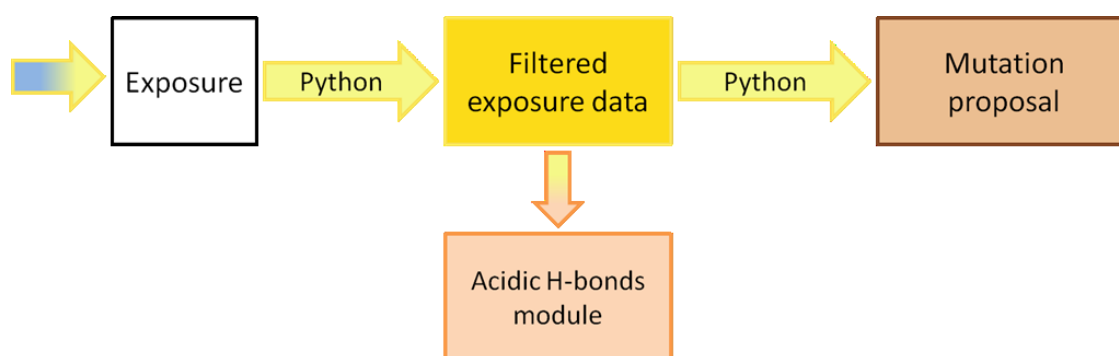 Exposure
Python
Filtered
exposure data
Python
Mutation
proposal
Acidic H-bonds
module